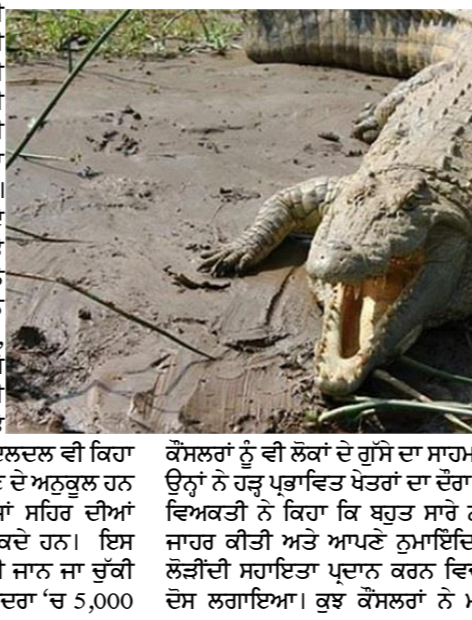 ਵੀ ਕਿਹਾ
ਦੇ ਅਨੁਕੂਲ ਹਨ
ਸਹਿਰ ਦੀਆਂ
ਹਨ। ਇਸ
ਜਾਨ ਜਾ ਚੁੱਕੀ
‘ਚ 5,000
ਕੌਂਸਲਰਾਂ ਨੂੰ ਵੀ ਲੋਕਾਂ ਦੇ ਗੁੱਸੇ ਦਾ
ਉਨ੍ਹਾਂ ਨੇ ਹੜ੍ਹ ਪ੍ਰਭਾਵਿਤ ਖੇਤਰਾਂ ਦਾ
ਵਿਅਕਤੀ ਨੇ ਕਿਹਾ ਕਿ ਬਹੁਤ ਸਾਰੇ
ਜਾਹਰ ਕੀਤੀ ਅਤੇ ਆਪਣੇ
ਲੋੜੀਂਦੀ ਸਹਾਇਤਾ ਪ੍ਰਦਾਨ ਕਰਨ
ਦੋਸ ਲਗਾਇਆ। ਕੁਝ ਕੌਂਸਲਰਾਂ ਨੇ